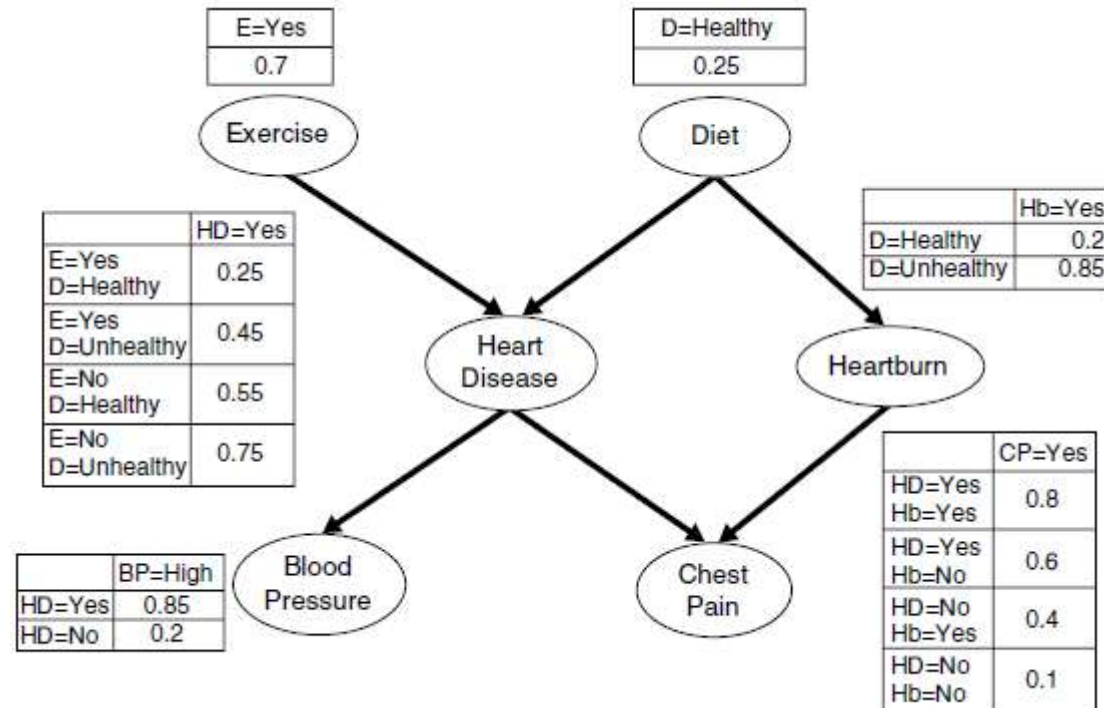 E=Yes
0.7
D=Healthy
0.25
Exercise
Diet
Hb=Yes
D=Healthy 0.2
D=Unhealthy 0.85
HD=Yes
E=Yes
D=Healthy
0.25
E=Yes
D=Unhealthy
0.45
E=No
D=Healthy
0.55
E=No
D=Unhealthy
0.75
Heart
Disease
Heartburn
CP=Yes
HD=Yes
Hb=Yes
0.8
HD=Yes
Hb=No
0.6
HD=No
Hb=Yes
0.4
HD=No
Hb=No
0.1
BP=High
HD=Yes 0.85
HD=No 0.2
Blood
Pressure
Chest
Pain